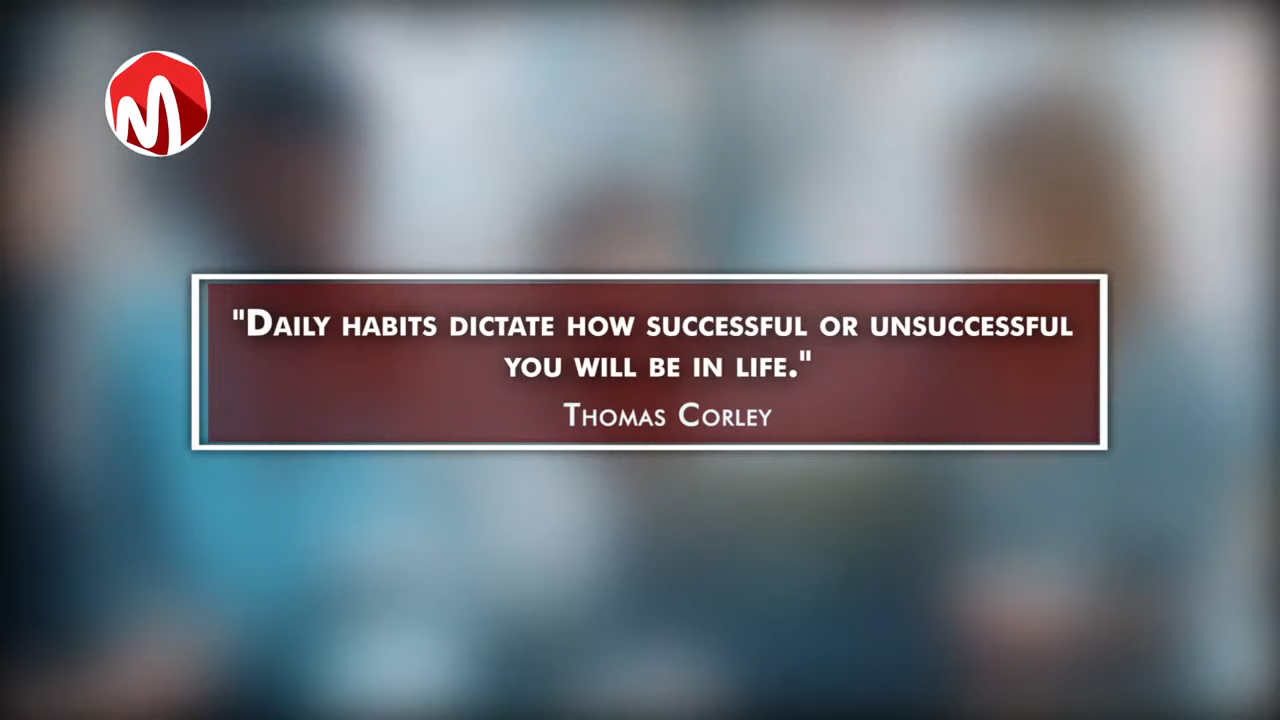 "Daily habits dictate how successful or unsuccessful
you will be in life."
Thomas Corley